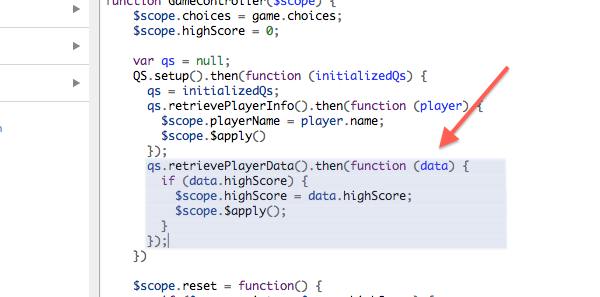 function GameController($scope) {
$scope.choices = game.choices;
$scope.highScore = 0;
var qs = null;
QS.setup().then(function (initializedQs) {
qs = initializedQs;
qs.retrievePlayerInfo().then(function (player) {
$scope.playerName = player.name;
$scope.$apply()
});
qs.retrievePlayerData().then(function (data) {
if (data.highScore) {
$scope.highScore = data.highScore;
$scope.$apply();
}
});
})
$scope.reset = function() {